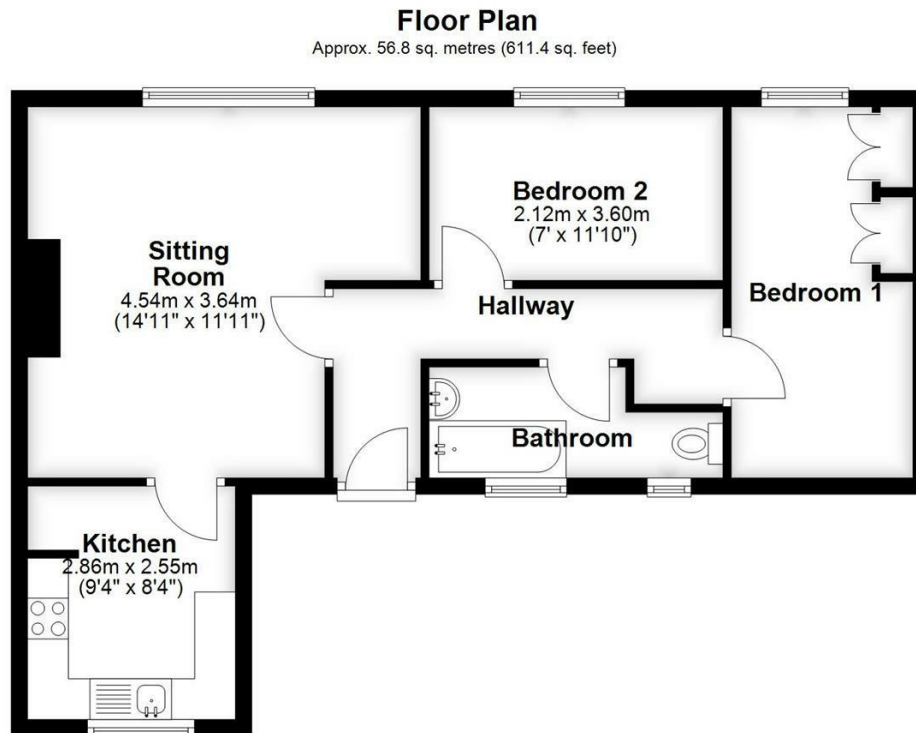 Floor Plan
Approx. 56.8 sq. metres (611.4 sq. feet)
Sitting
Room
4.54m x 3.64m
(14'11" x 11'11")
Bedroom 2
2.12m x 3.60m
(7' x 11'10")
Bedroom 1
Hallway
Bathroom
Kitchen
2.86m x 2.55m
(9'4" x 8'4")